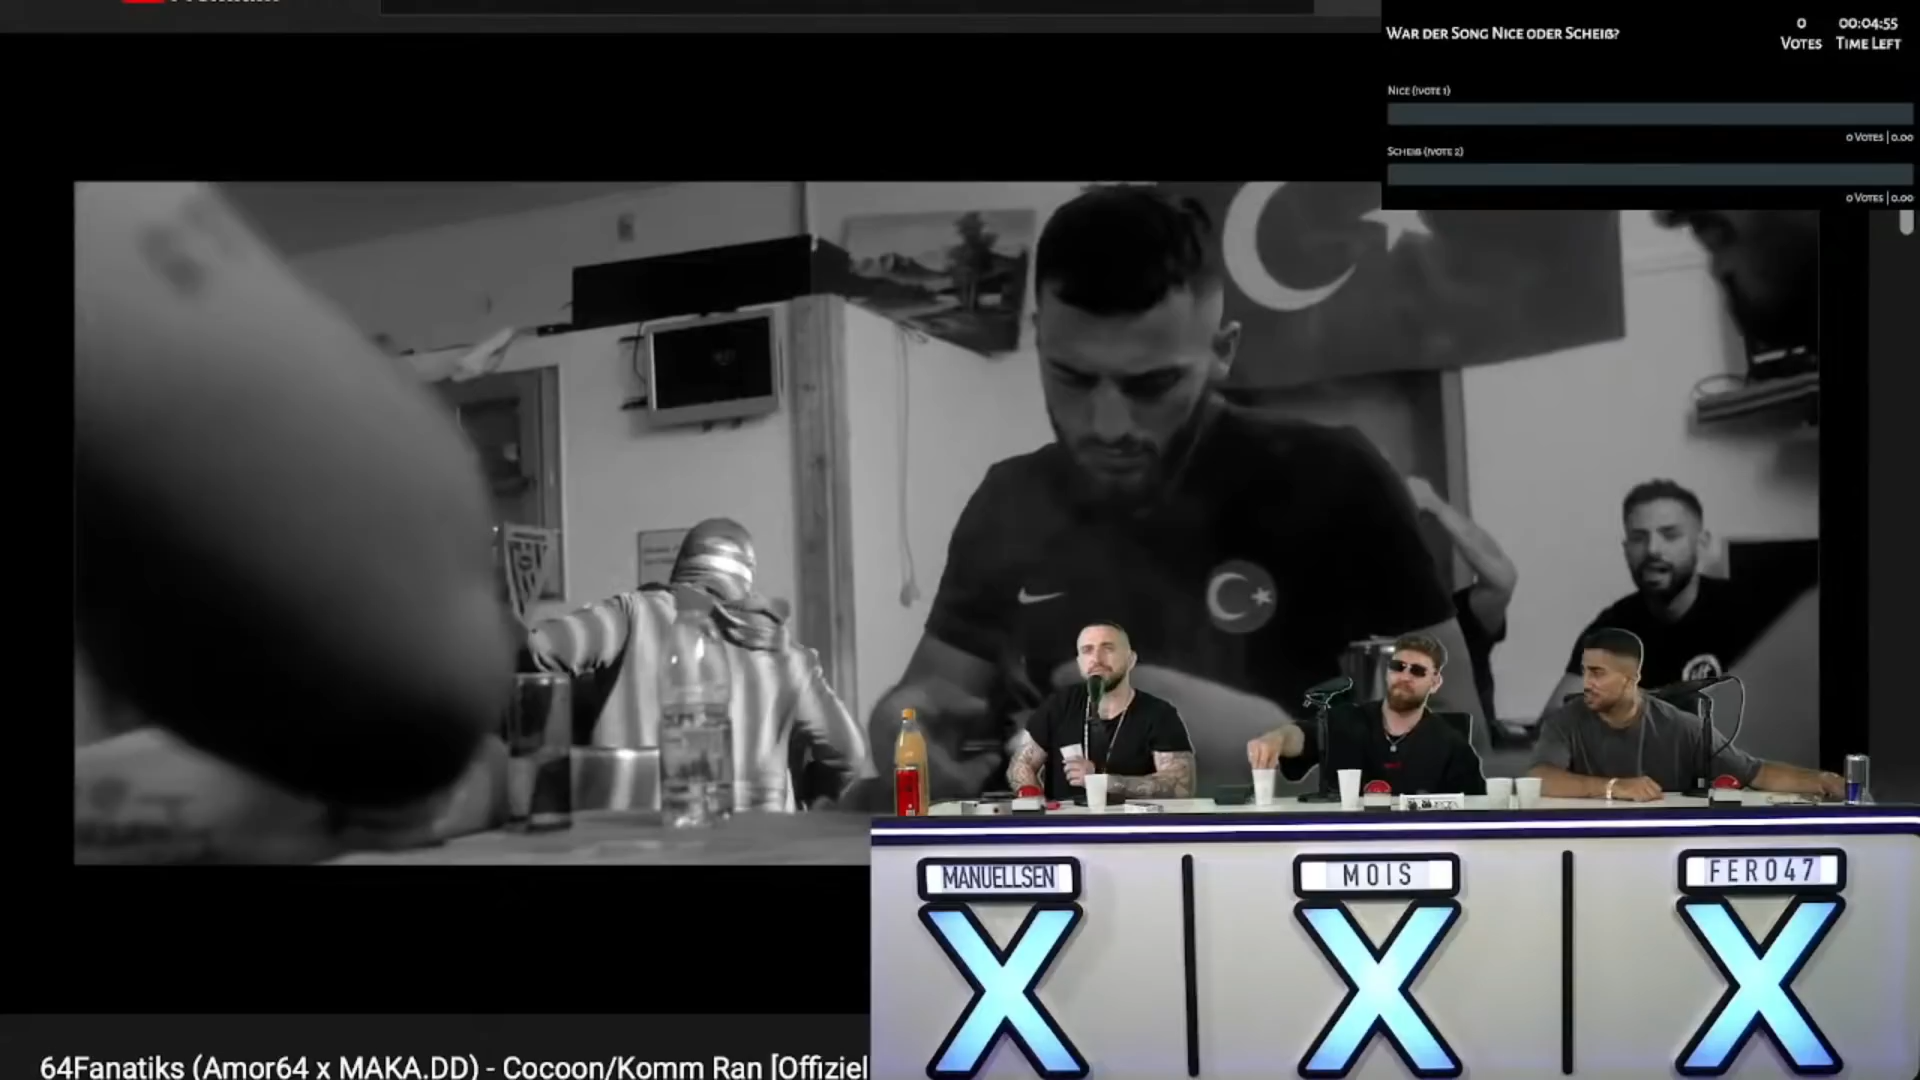 WAR DER SONG NICE ODER SCHEIß?
0
VOTES
00:04:55
TIME LEFT
NICE (!VOTE 1)
0 VOTES | 0.00
SCHEIß (!VOTE 2)
0 VOTES | 0.00
MANUELLSEN
MOIS
FERO47
64Fanatiks (Amor64 x MAKA.DD) - Cocoon/Komm Ran [Offiziel